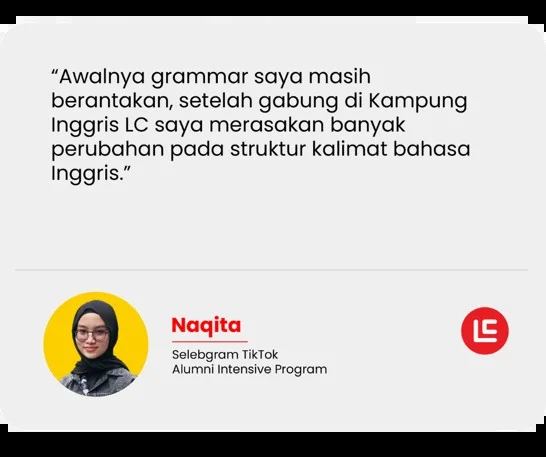 “Awalnya grammar saya masih
berantakan, setelah gabung di Kampung
Inggris LC saya merasakan banyak
perubahan pada struktur kalimat bahasa
Inggris.”
Naqita
Selebgram TikTok
Alumni Intensive Program
LC